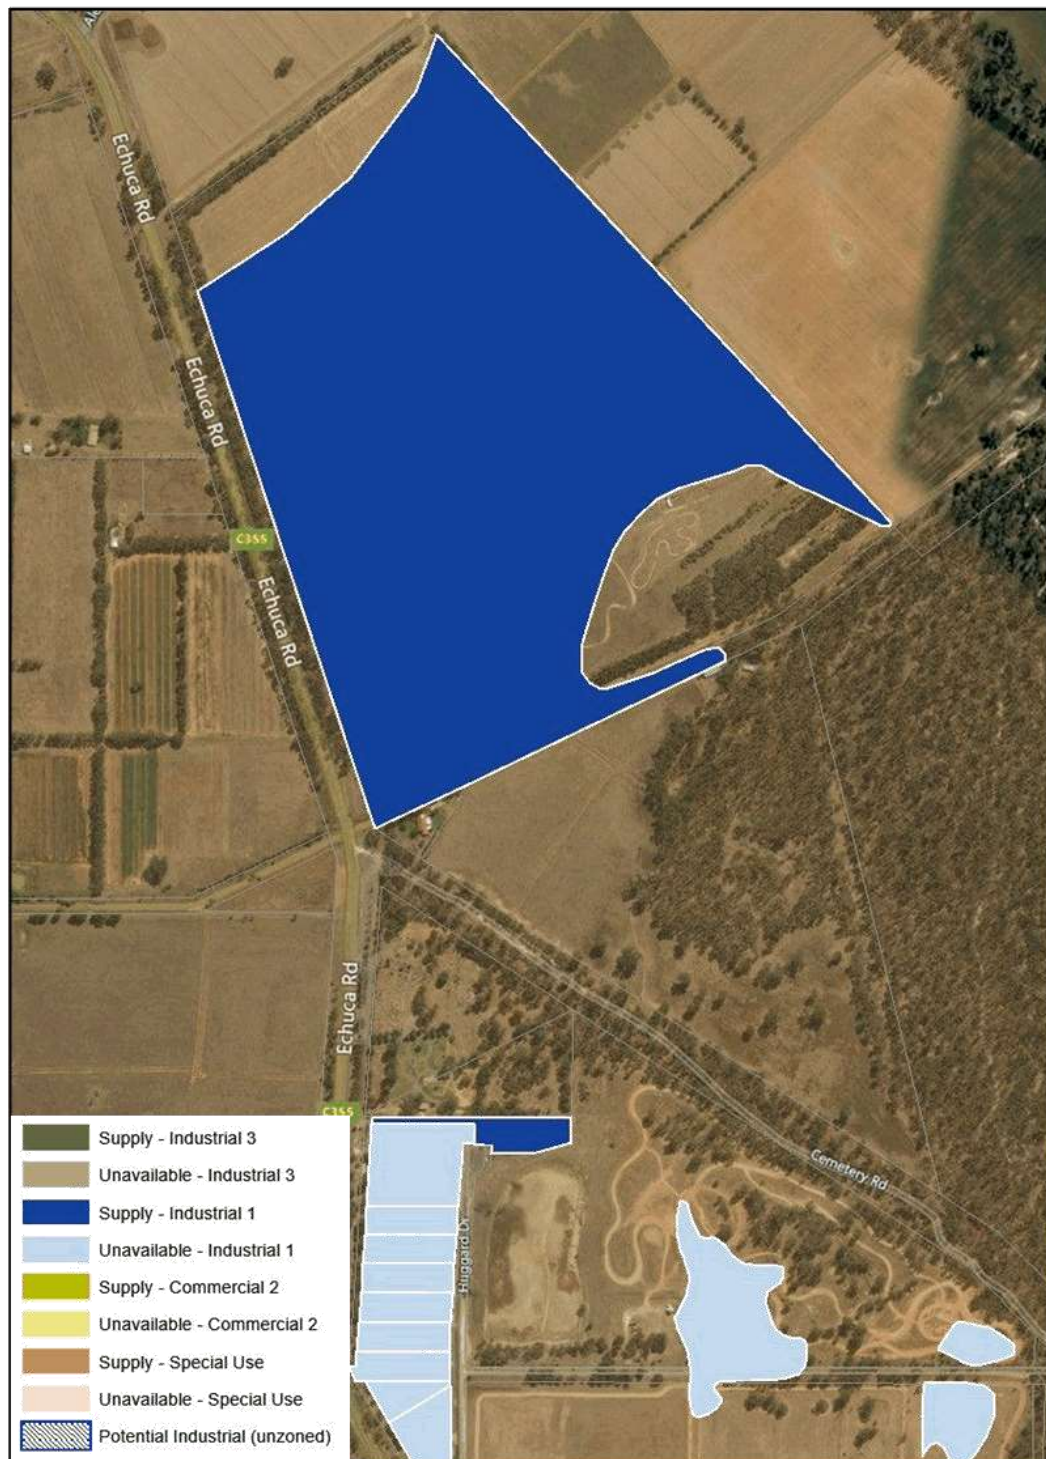 Echuca Rd
Echuca Rd
C355
Echuca Rd
Echuca Rd
C355
Cemetery Rd
Huggard Dr
Supply - Industrial 3
Unavailable - Industrial 3
Supply - Industrial 1
Unavailable - Industrial 1
Supply - Commercial 2
Unavailable - Commercial 2
Supply - Special Use
Unavailable - Special Use
Potential Industrial (unzoned)